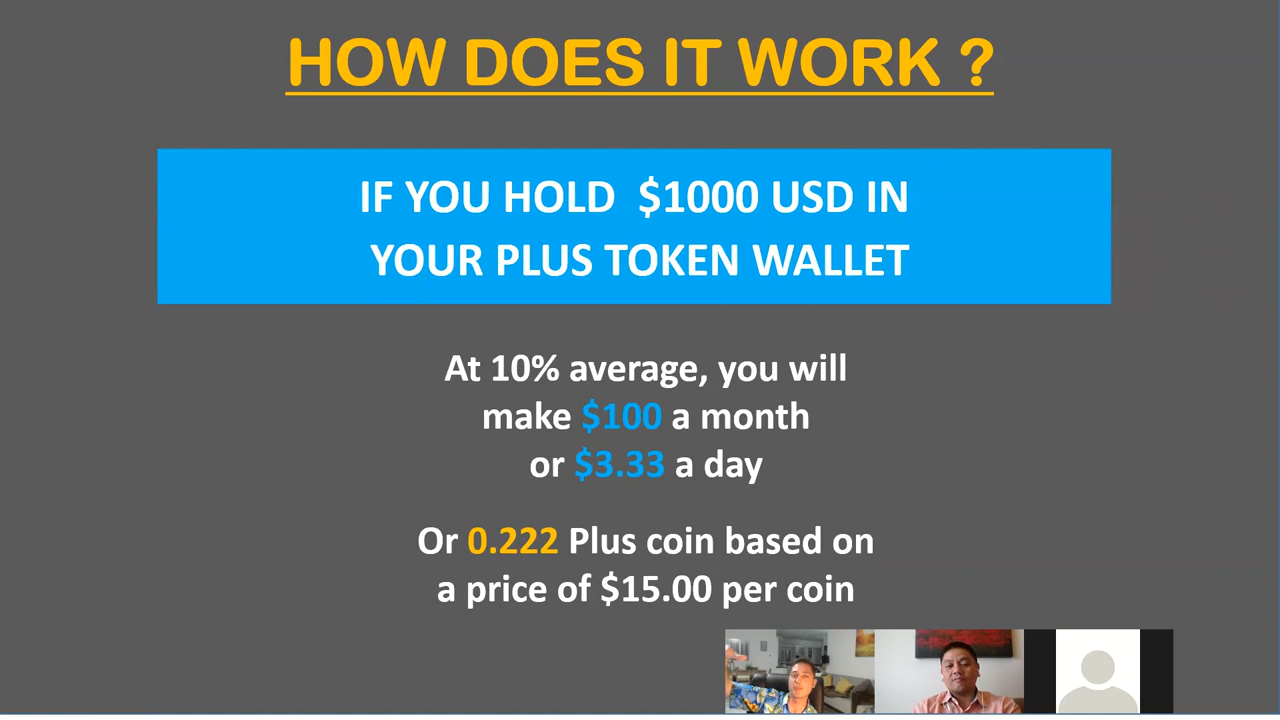 HOW DOES IT WORK ?
IF YOU HOLD $1000 USD IN
YOUR PLUS TOKEN WALLET
At 10% average, you will
make $100 a month
or $3.33 a day
Or 0.222 Plus coin based on
a price of $15.00 per coin